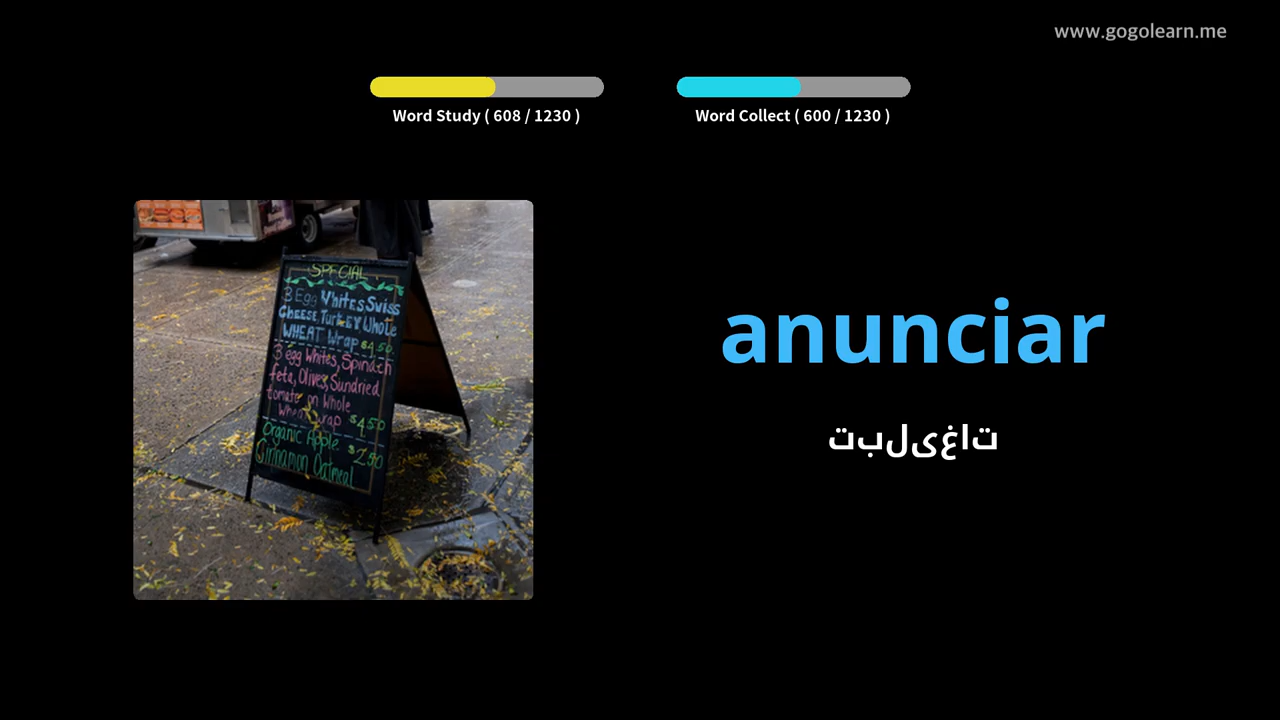 www.gogolearn.me
Word Study ( 608 / 1230 )
Word Collect ( 600 / 1230 )
SPECIAL
3 Egg Whites, Swiss
Cheese, Turkey Whole
WHEAT Wrap $4.50
3 egg Whites, Spinach
feta, Olives, Sundried
tomato on Whole
Wheat Wrap $4.50
Organic Apple
Cinnamon Oatmeal $2.50
anunciar
تاغیلبت